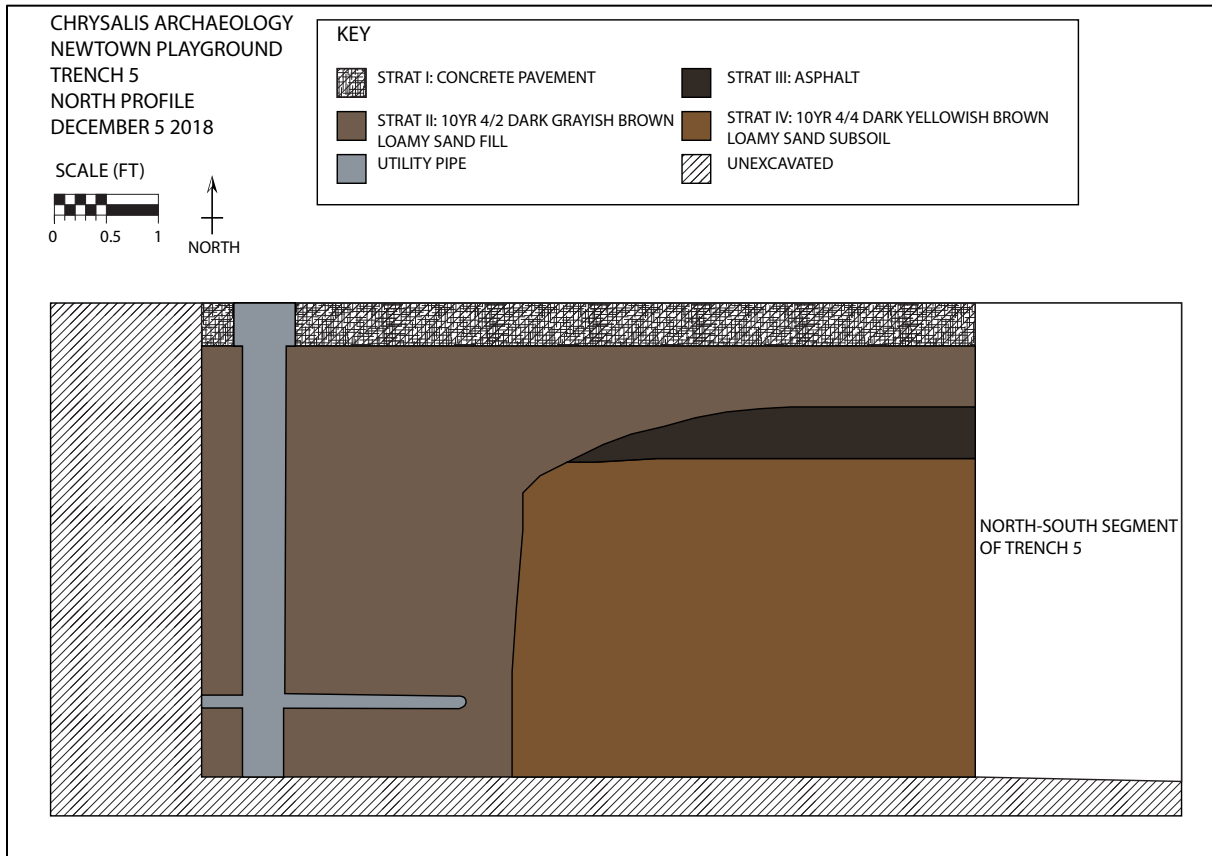 CHRYSALIS ARCHAEOLOGY
NEWTOWN PLAYGROUND
TRENCH 5
NORTH PROFILE
DECEMBER 5 2018
SCALE (FT)
0 0.5 1
NORTH
KEY
STRAT I: CONCRETE PAVEMENT
STRAT II: 10YR 4/2 DARK GRAYISH BROWN
LOAMY SAND FILL
UTILITY PIPE
STRAT III: ASPHALT
STRAT IV: 10YR 4/4 DARK YELLOWISH BROWN
LOAMY SAND SUBSOIL
UNEXCAVATED
NORTH-SOUTH SEGMENT
OF TRENCH 5